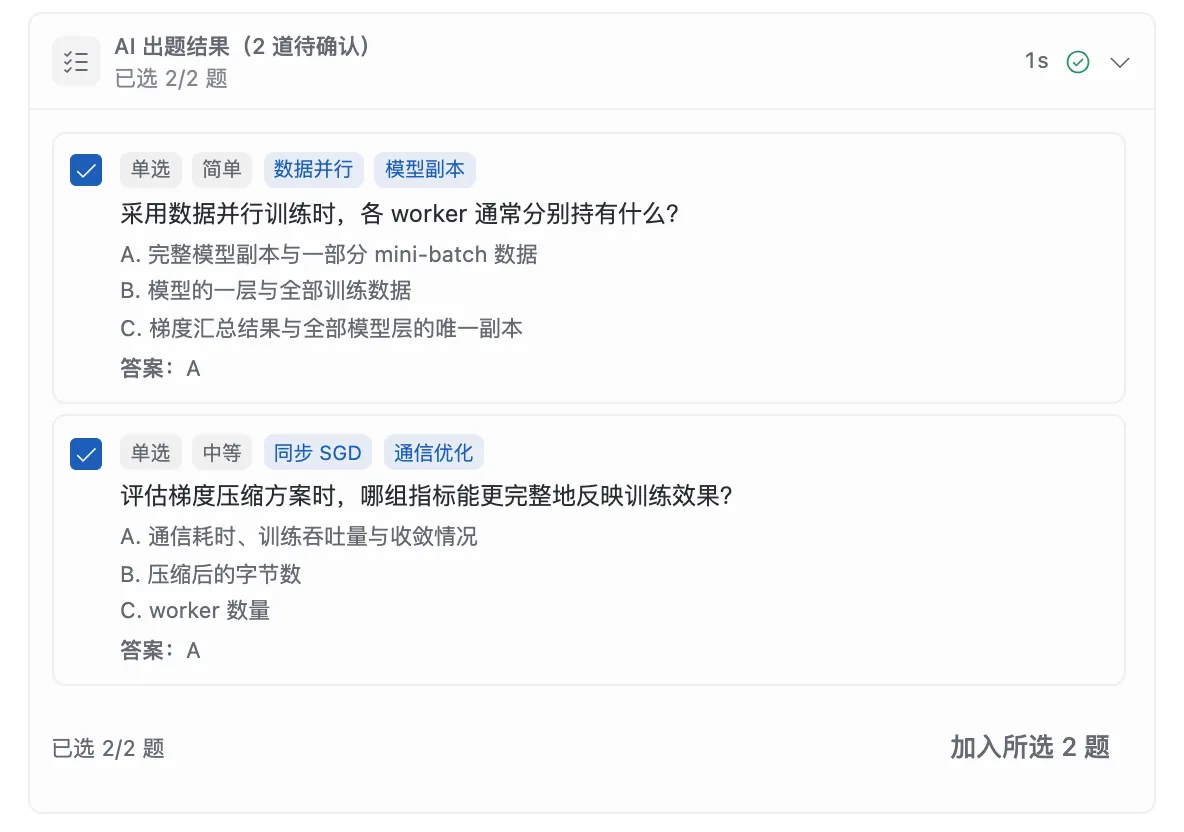 AI 出题结果（2 道待确认）
已选 2/2 题
1s
单选 简单 数据并行 模型副本
采用数据并行训练时，各 worker 通常分别持有什么？
A. 完整模型副本与一部分 mini-batch 数据
B. 模型的一层与全部训练数据
C. 梯度汇总结果与全部模型层的唯一副本
答案：A
单选 中等 同步 SGD 通信优化
评估梯度压缩方案时，哪组指标能更完整地反映训练效果？
A. 通信耗时、训练吞吐量与收敛情况
B. 压缩后的字节数
C. worker 数量
答案：A
已选 2/2 题
加入所选 2 题